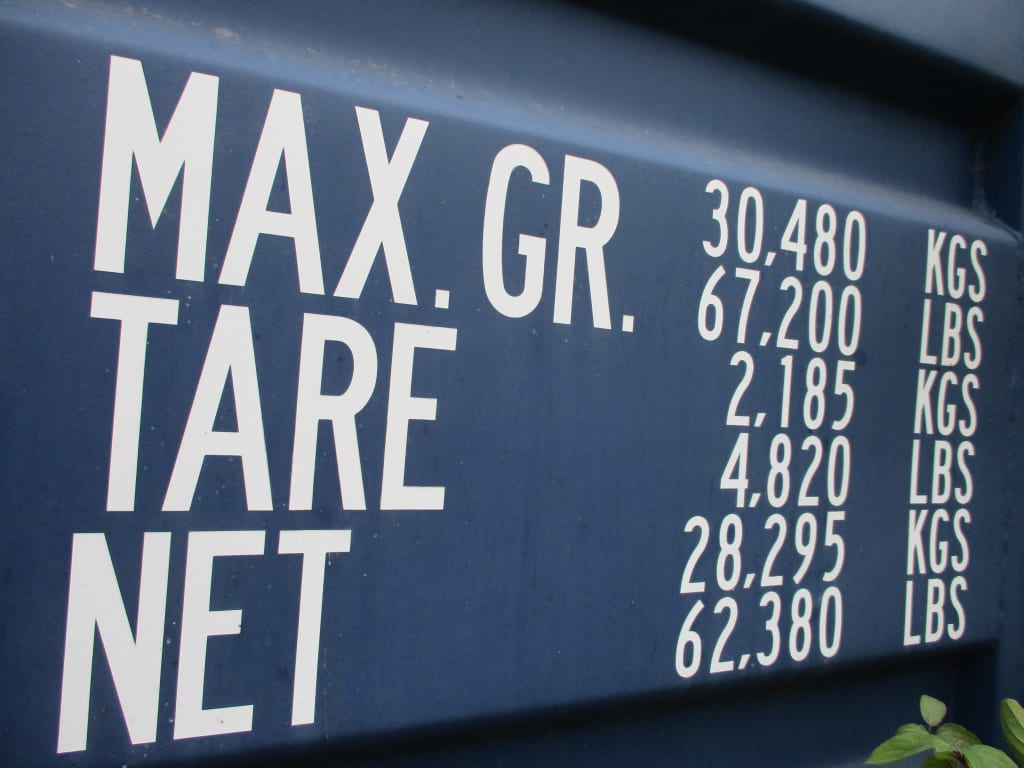 MAX. GR. 30,480 KGS
67,200 LBS
TARE 2,185 KGS
4,820 LBS
NET 28,295 KGS
62,380 LBS